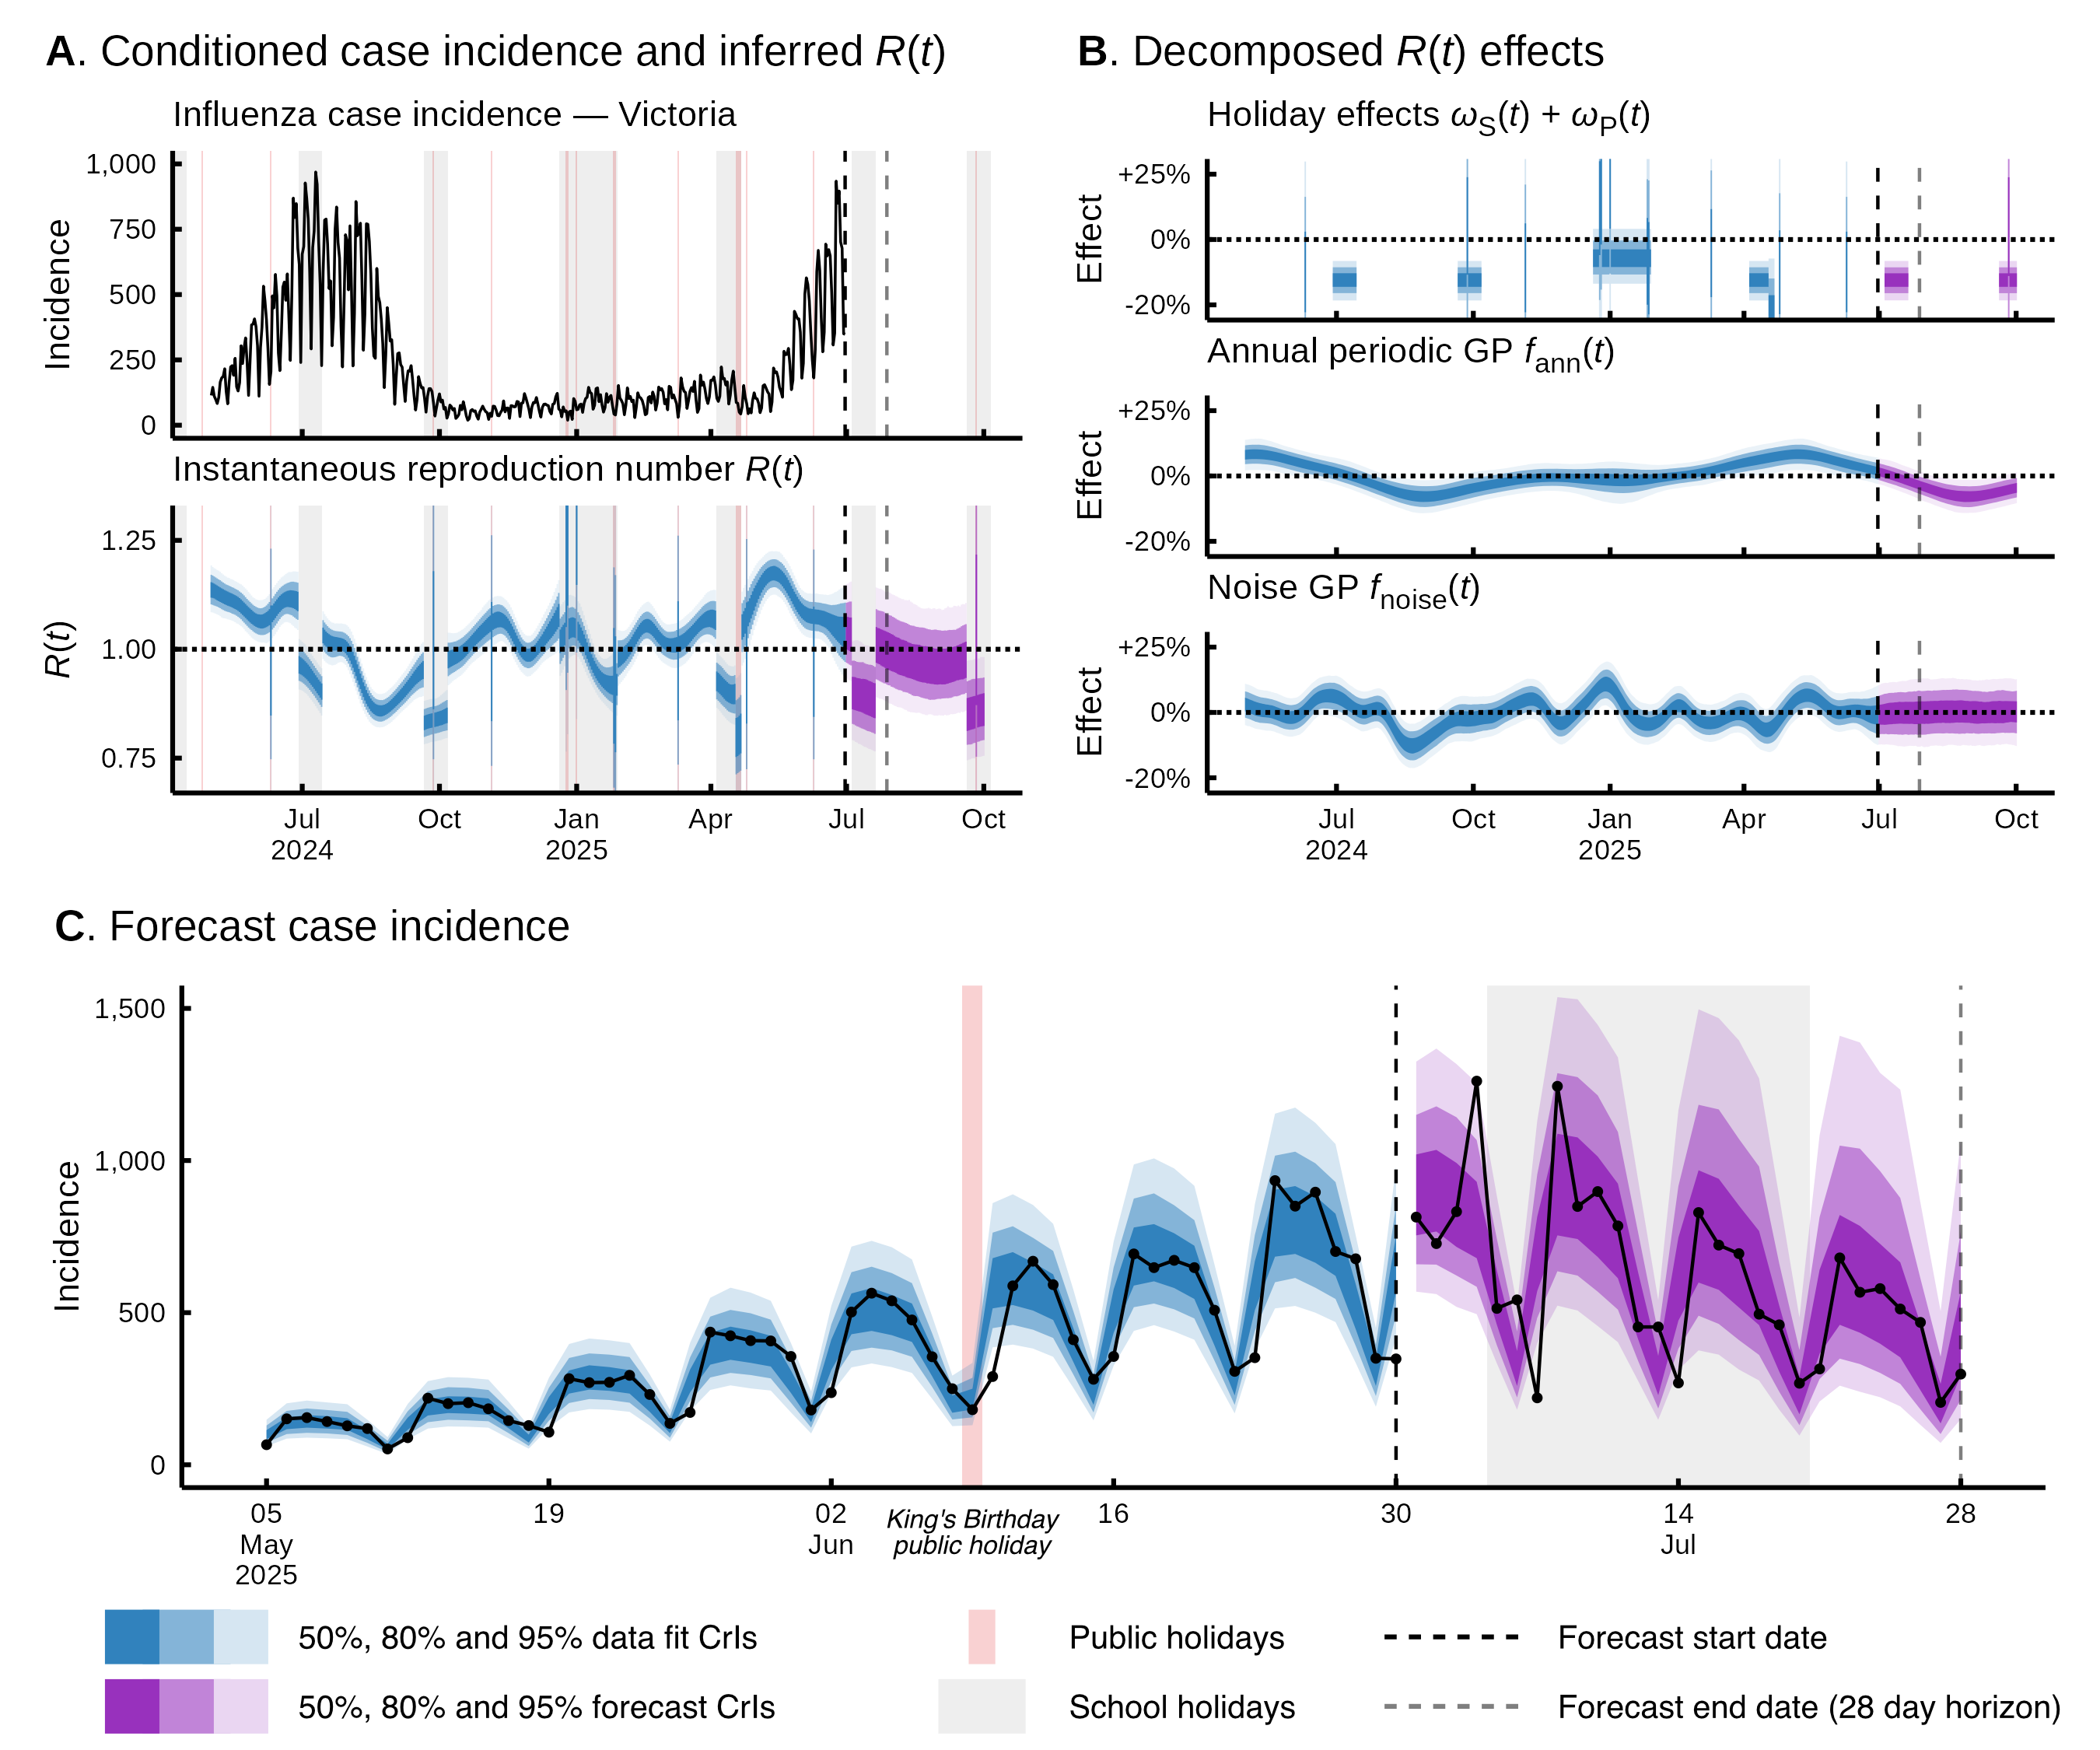 A. Conditioned case incidence and inferred R(t)
Influenza case incidence — Victoria
Incidence
1,000
750
500
250
0
Instantaneous reproduction number R(t)
R(t)
1.25
1.00
0.75
Jul Oct Jan Apr Jul Oct
2024 2025
B. Decomposed R(t) effects
Holiday effects ωS(t) + ωP(t)
Effect
+25%
0%
-20%
Annual periodic GP fann(t)
Effect
+25%
0%
-20%
Noise GP fnoise(t)
Effect
+25%
0%
-20%
Jul Oct Jan Apr Jul Oct
2024 2025
C. Forecast case incidence
Incidence
1,500
1,000
500
0
05 19 02 16 30 14 28
May Jun Jul
2025
King's Birthday
public holiday
50%, 80% and 95% data fit CrIs
50%, 80% and 95% forecast CrIs
Public holidays
School holidays
Forecast start date
Forecast end date (28 day horizon)